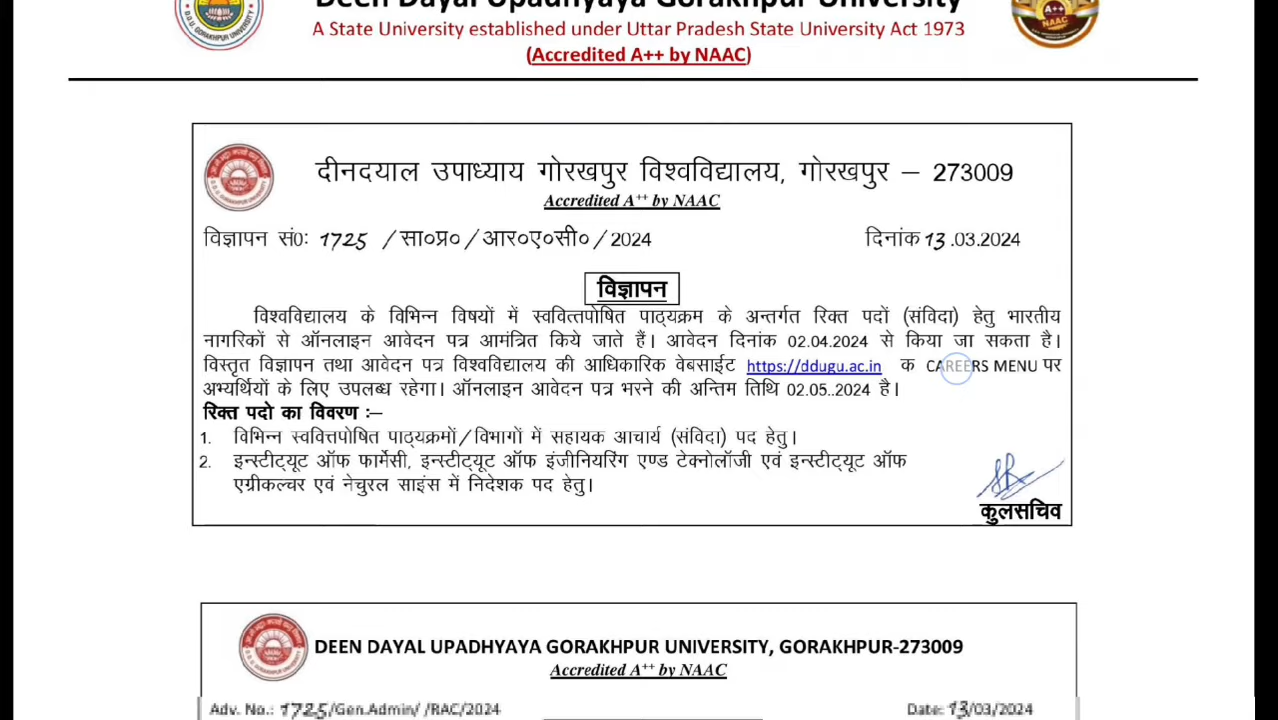 Deen Dayal Upadhyaya Gorakhpur University
A State University established under Uttar Pradesh State University Act 1973
(Accredited A++ by NAAC)
दीनदयाल उपाध्याय गोरखपुर विश्वविद्यालय, गोरखपुर – 273009
Accredited A++ by NAAC
विज्ञापन सं0: 1725 /सा०प्र०/आर०ए०सी०/2024 दिनांक 13.03.2024
विज्ञापन
विश्वविद्यालय के विभिन्न विषयों में स्ववित्तपोषित पाठ्यक्रम के अन्तर्गत रिक्त पदों (संविदा) हेतु भारतीय
नागरिकों से ऑनलाइन आवेदन पत्र आमंत्रित किये जाते हैं। आवेदन दिनांक 02.04.2024 से किया जा सकता है।
विस्तृत विज्ञापन तथा आवेदन पत्र विश्वविद्यालय की आधिकारिक वेबसाईट https://ddugu.ac.in क CAREERS MENU पर
अभ्यर्थियों के लिए उपलब्ध रहेगा। ऑनलाइन आवेदन पत्र भरने की अन्तिम तिथि 02.05..2024 है।
रिक्त पदो का विवरण :–
1. विभिन्न स्ववित्तपोषित पाठ्यक्रमों/विभागों में सहायक आचार्य (संविदा) पद हेतु।
2. इन्स्टीट्यूट ऑफ फार्मेसी, इन्स्टीट्यूट ऑफ इंजीनियरिंग एण्ड टेक्नोलॉजी एवं इन्स्टीट्यूट ऑफ
एग्रीकल्चर एवं नेचुरल साइंस में निदेशक पद हेतु।
कुलसचिव
DEEN DAYAL UPADHYAYA GORAKHPUR UNIVERSITY, GORAKHPUR-273009
Accredited A++ by NAAC
Adv. No.: 1725/Gen.Admin/ /RAC/2024 Date: 13/03/2024